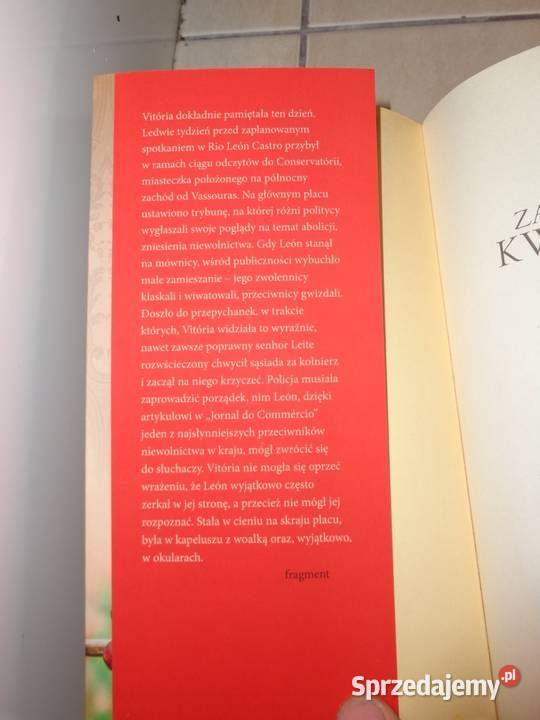 Vitória dokładnie pamiętała ten dzień.
Ledwie tydzień przed zaplanowanym
spotkaniem w Rio León Castro przybył
w ramach ciągu odczytów do Conservatórii,
miasteczka położonego na północny
zachód od Vassouras. Na głównym placu
ustawiono trybunę, na której różni politycy
wygłaszali swoje poglądy na temat abolicji,
zniesienia niewolnictwa. Gdy León stanął
na mównicy, wśród publiczności wybuchło
małe zamieszanie – jego zwolennicy
klaskali i wiwatowali, przeciwnicy gwizdali.
Doszło do przepychanek, w trakcie
których, Vitória widziała to wyraźnie,
nawet zawsze poprawny senhor Leite
rozwścieczony chwycił sąsiada za kołnierz
i zaczął na niego krzyczeć. Policja musiała
zaprowadzić porządek, nim León, dzięki
artykułowi w „Jornal do Commércio”
jeden z najsłynniejszych przeciwników
niewolnictwa w kraju, mógł zwrócić się
do słuchaczy. Vitória nie mogła się oprzeć
wrażeniu, że León wyjątkowo często
zerkał w jej stronę, a przecież nie mógł jej
rozpoznać. Stała w cieniu na skraju placu,
była w kapeluszu z woalką oraz, wyjątkowo,
w okularach.
fragment
ZA
KW
Sprzedajemy.pl